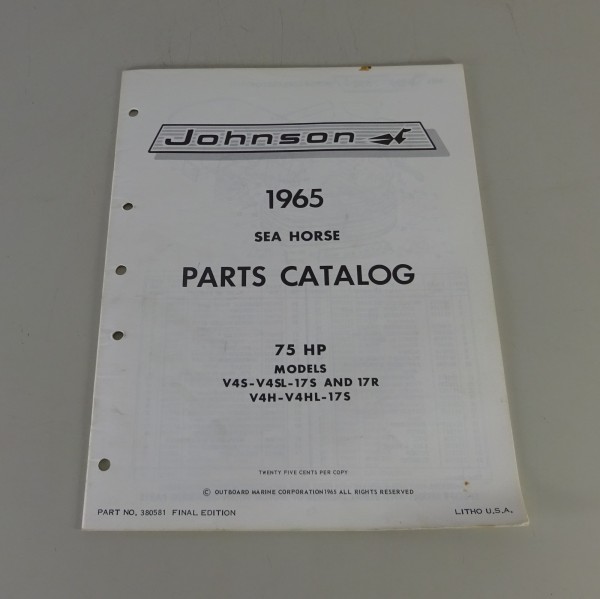 Johnson
1965
SEA HORSE
PARTS CATALOG
75 HP
MODELS
V4S-V4SL-17S AND 17R
V4H-V4HL-17S
TWENTY FIVE CENTS PER COPY
© OUTBOARD MARINE CORPORATION 1965 ALL RIGHTS RESERVED
PART NO. 380581 FINAL EDITION
LITHO U.S.A.